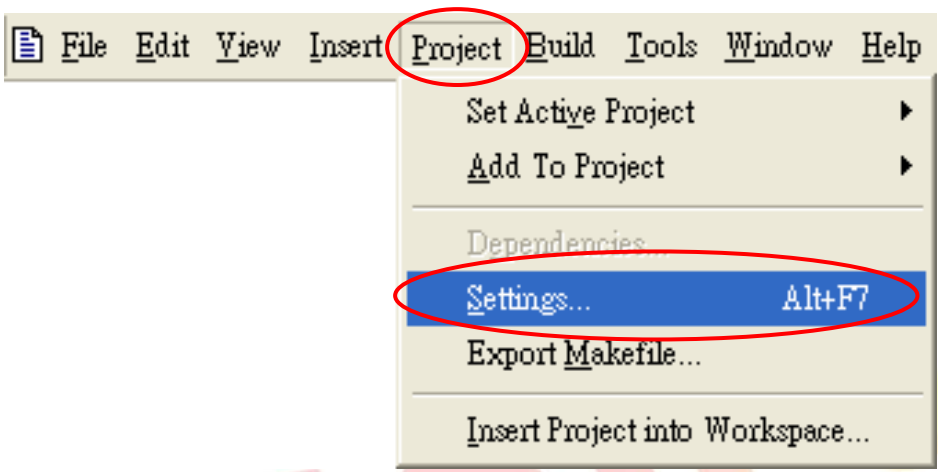 File Edit View Insert Project Build Tools Window Help
Set Active Project
Add To Project
Dependencies...
Settings... Alt+F7
Export Makefile...
Insert Project into Workspace...